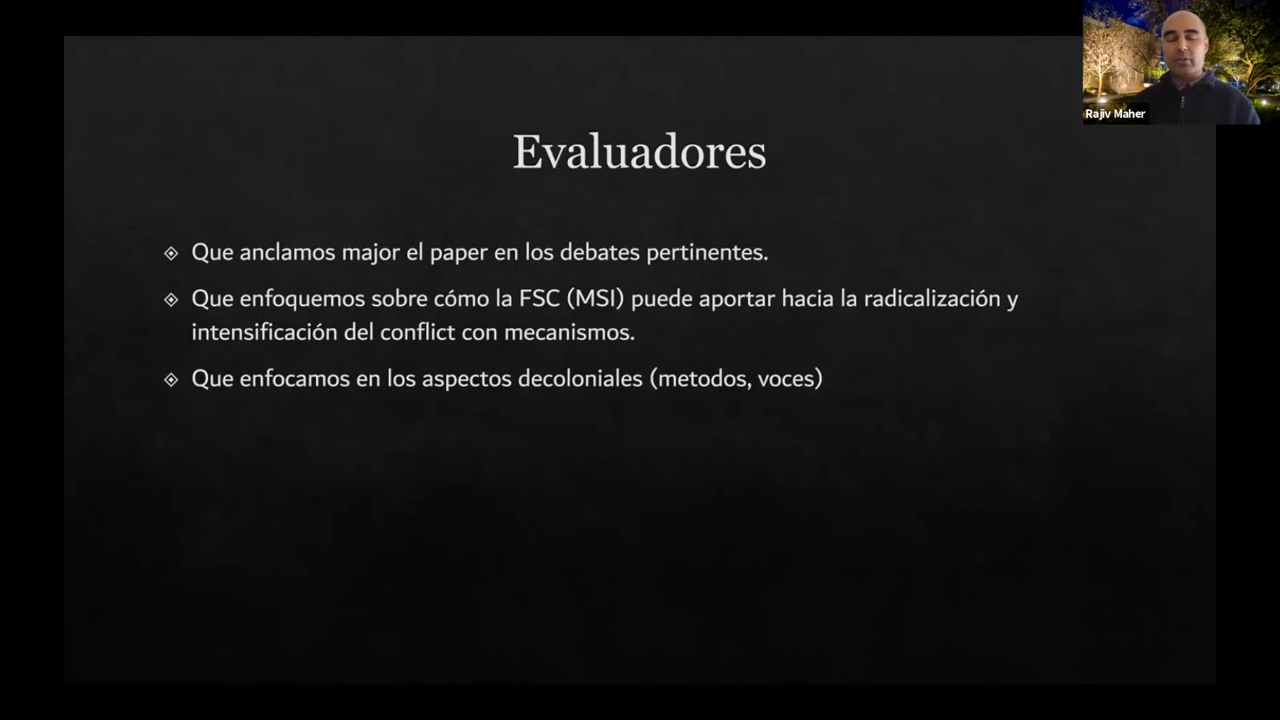 Rajiv Maher
Evaluadores
Que anclamos major el paper en los debates pertinentes.
Que enfoquemos sobre cómo la FSC (MSI) puede aportar hacia la radicalización y
intensificación del conflict con mecanismos.
Que enfocamos en los aspectos decoloniales (metodos, voces)